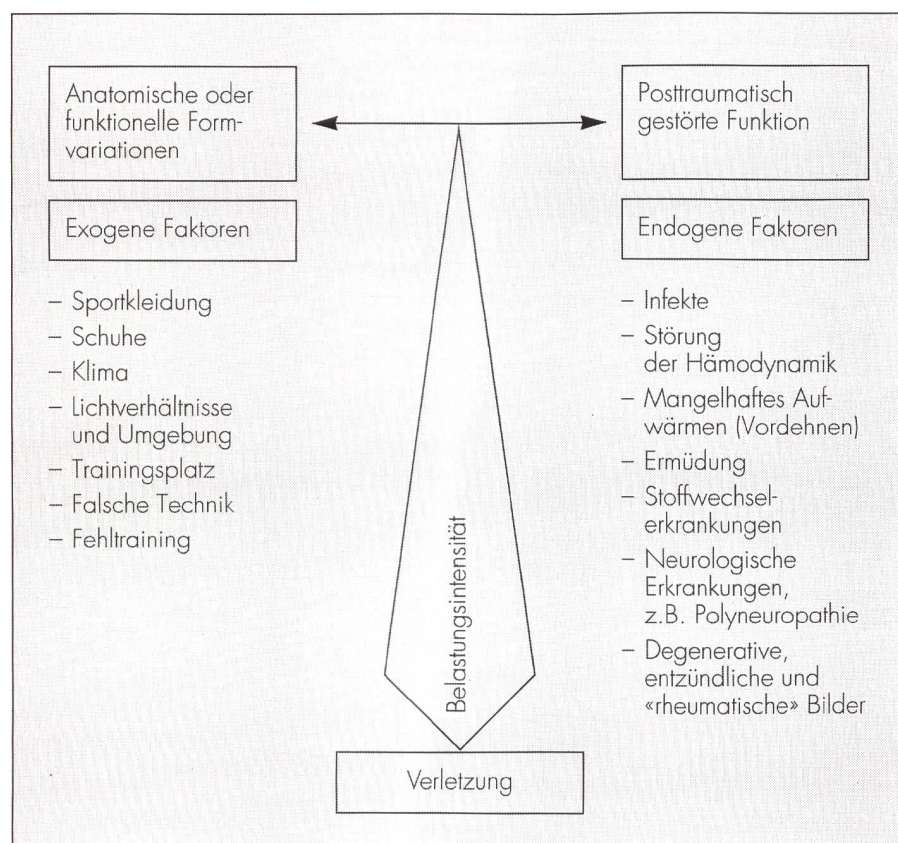 Anatomische oder
funktionelle Form-
variationen
Exogene Faktoren
– Sportkleidung
– Schuhe
– Klima
– Lichtverhältnisse
und Umgebung
– Trainingsplatz
– Falsche Technik
– Fehltraining
Belastungsintensität
Verletzung
Posttraumatisch
gestörte Funktion
Endogene Faktoren
– Infekte
– Störung
der Hämodynamik
– Mangelhaftes Auf-
wärmen (Vordehnen)
– Ermüdung
– Stoffwechsel-
erkrankungen
– Neurologische
Erkrankungen,
z.B. Polyneuropathie
– Degenerative,
entzündliche und
«rheumatische» Bilder